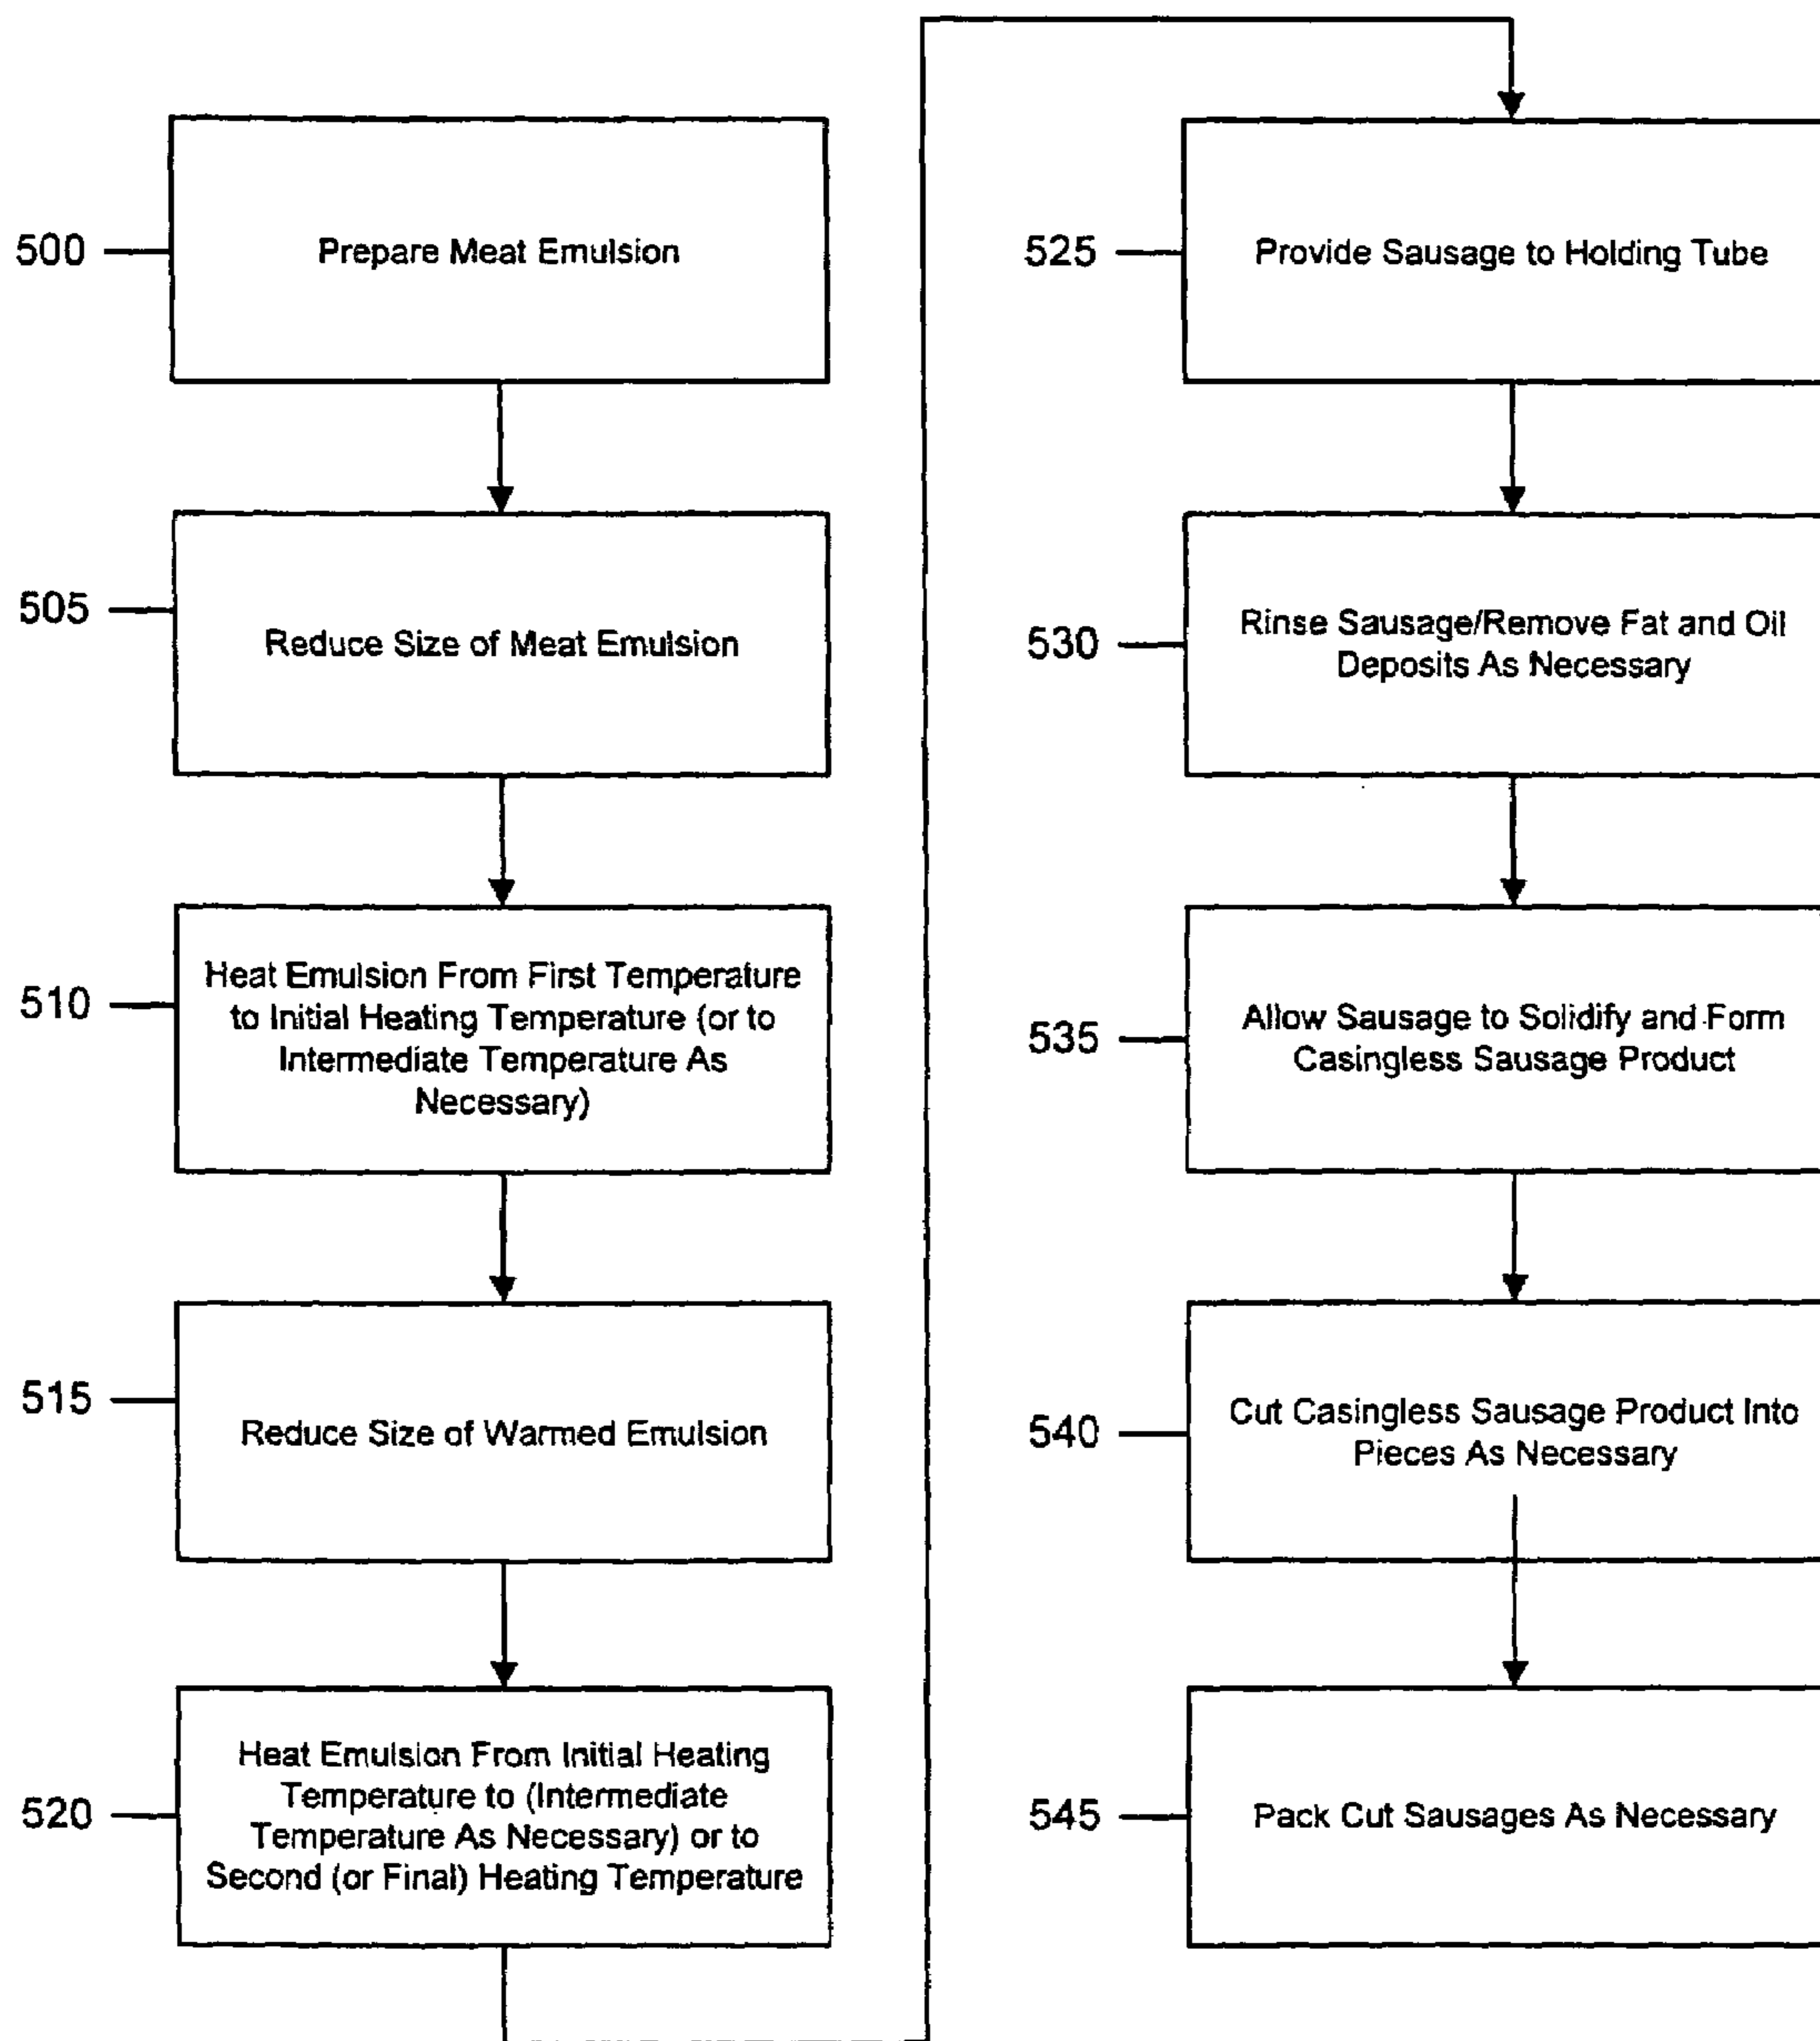 500
Prepare Meat Emulsion
505
Reduce Size of Meat Emulsion
510
Heat Emulsion From First Temperature
to Initial Heating Temperature (or to
Intermediate Temperature As
Necessary)
515
Reduce Size of Warmed Emulsion
520
Heat Emulsion From Initial Heating
Temperature to (Intermediate
Temperature As Necessary) or to
Second (or Final) Heating Temperature
525
Provide Sausage to Holding Tube
530
Rinse Sausage/Remove Fat and Oil
Deposits As Necessary
535
Allow Sausage to Solidify and Form
Casingless Sausage Product
540
Cut Casingless Sausage Product Into
Pieces As Necessary
545
Pack Cut Sausages As Necessary